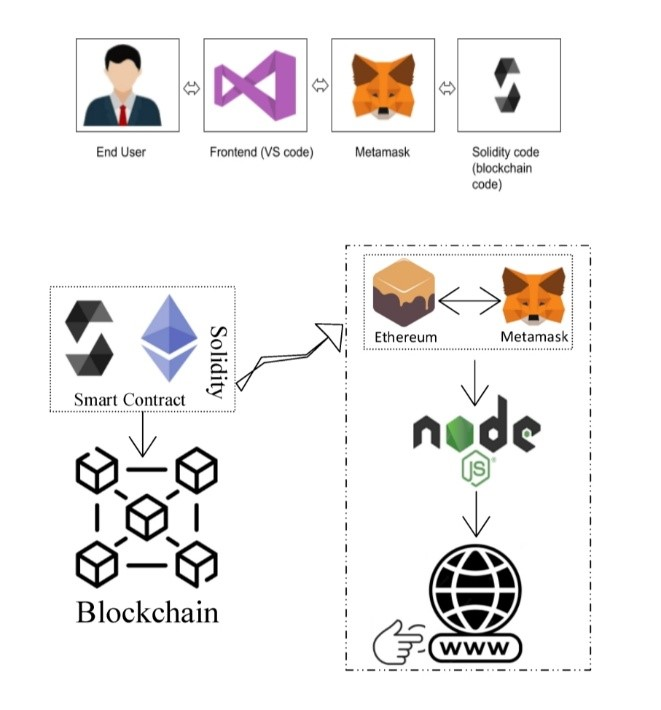 End User
Frontend (VS code)
Metamask
Solidity code
(blockchain
code)
Ethereum
Metamask
Solidity
Smart Contract
node
JS
Blockchain
www